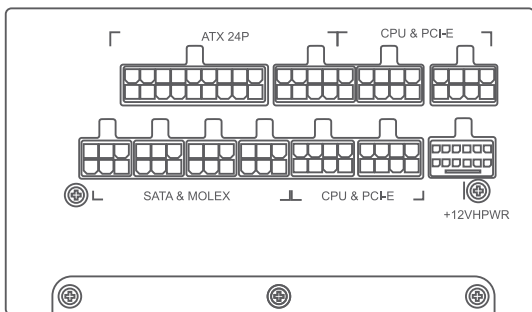 ATX 24P
CPU & PCI-E
SATA & MOLEX
CPU & PCI-E
+12VHPWR